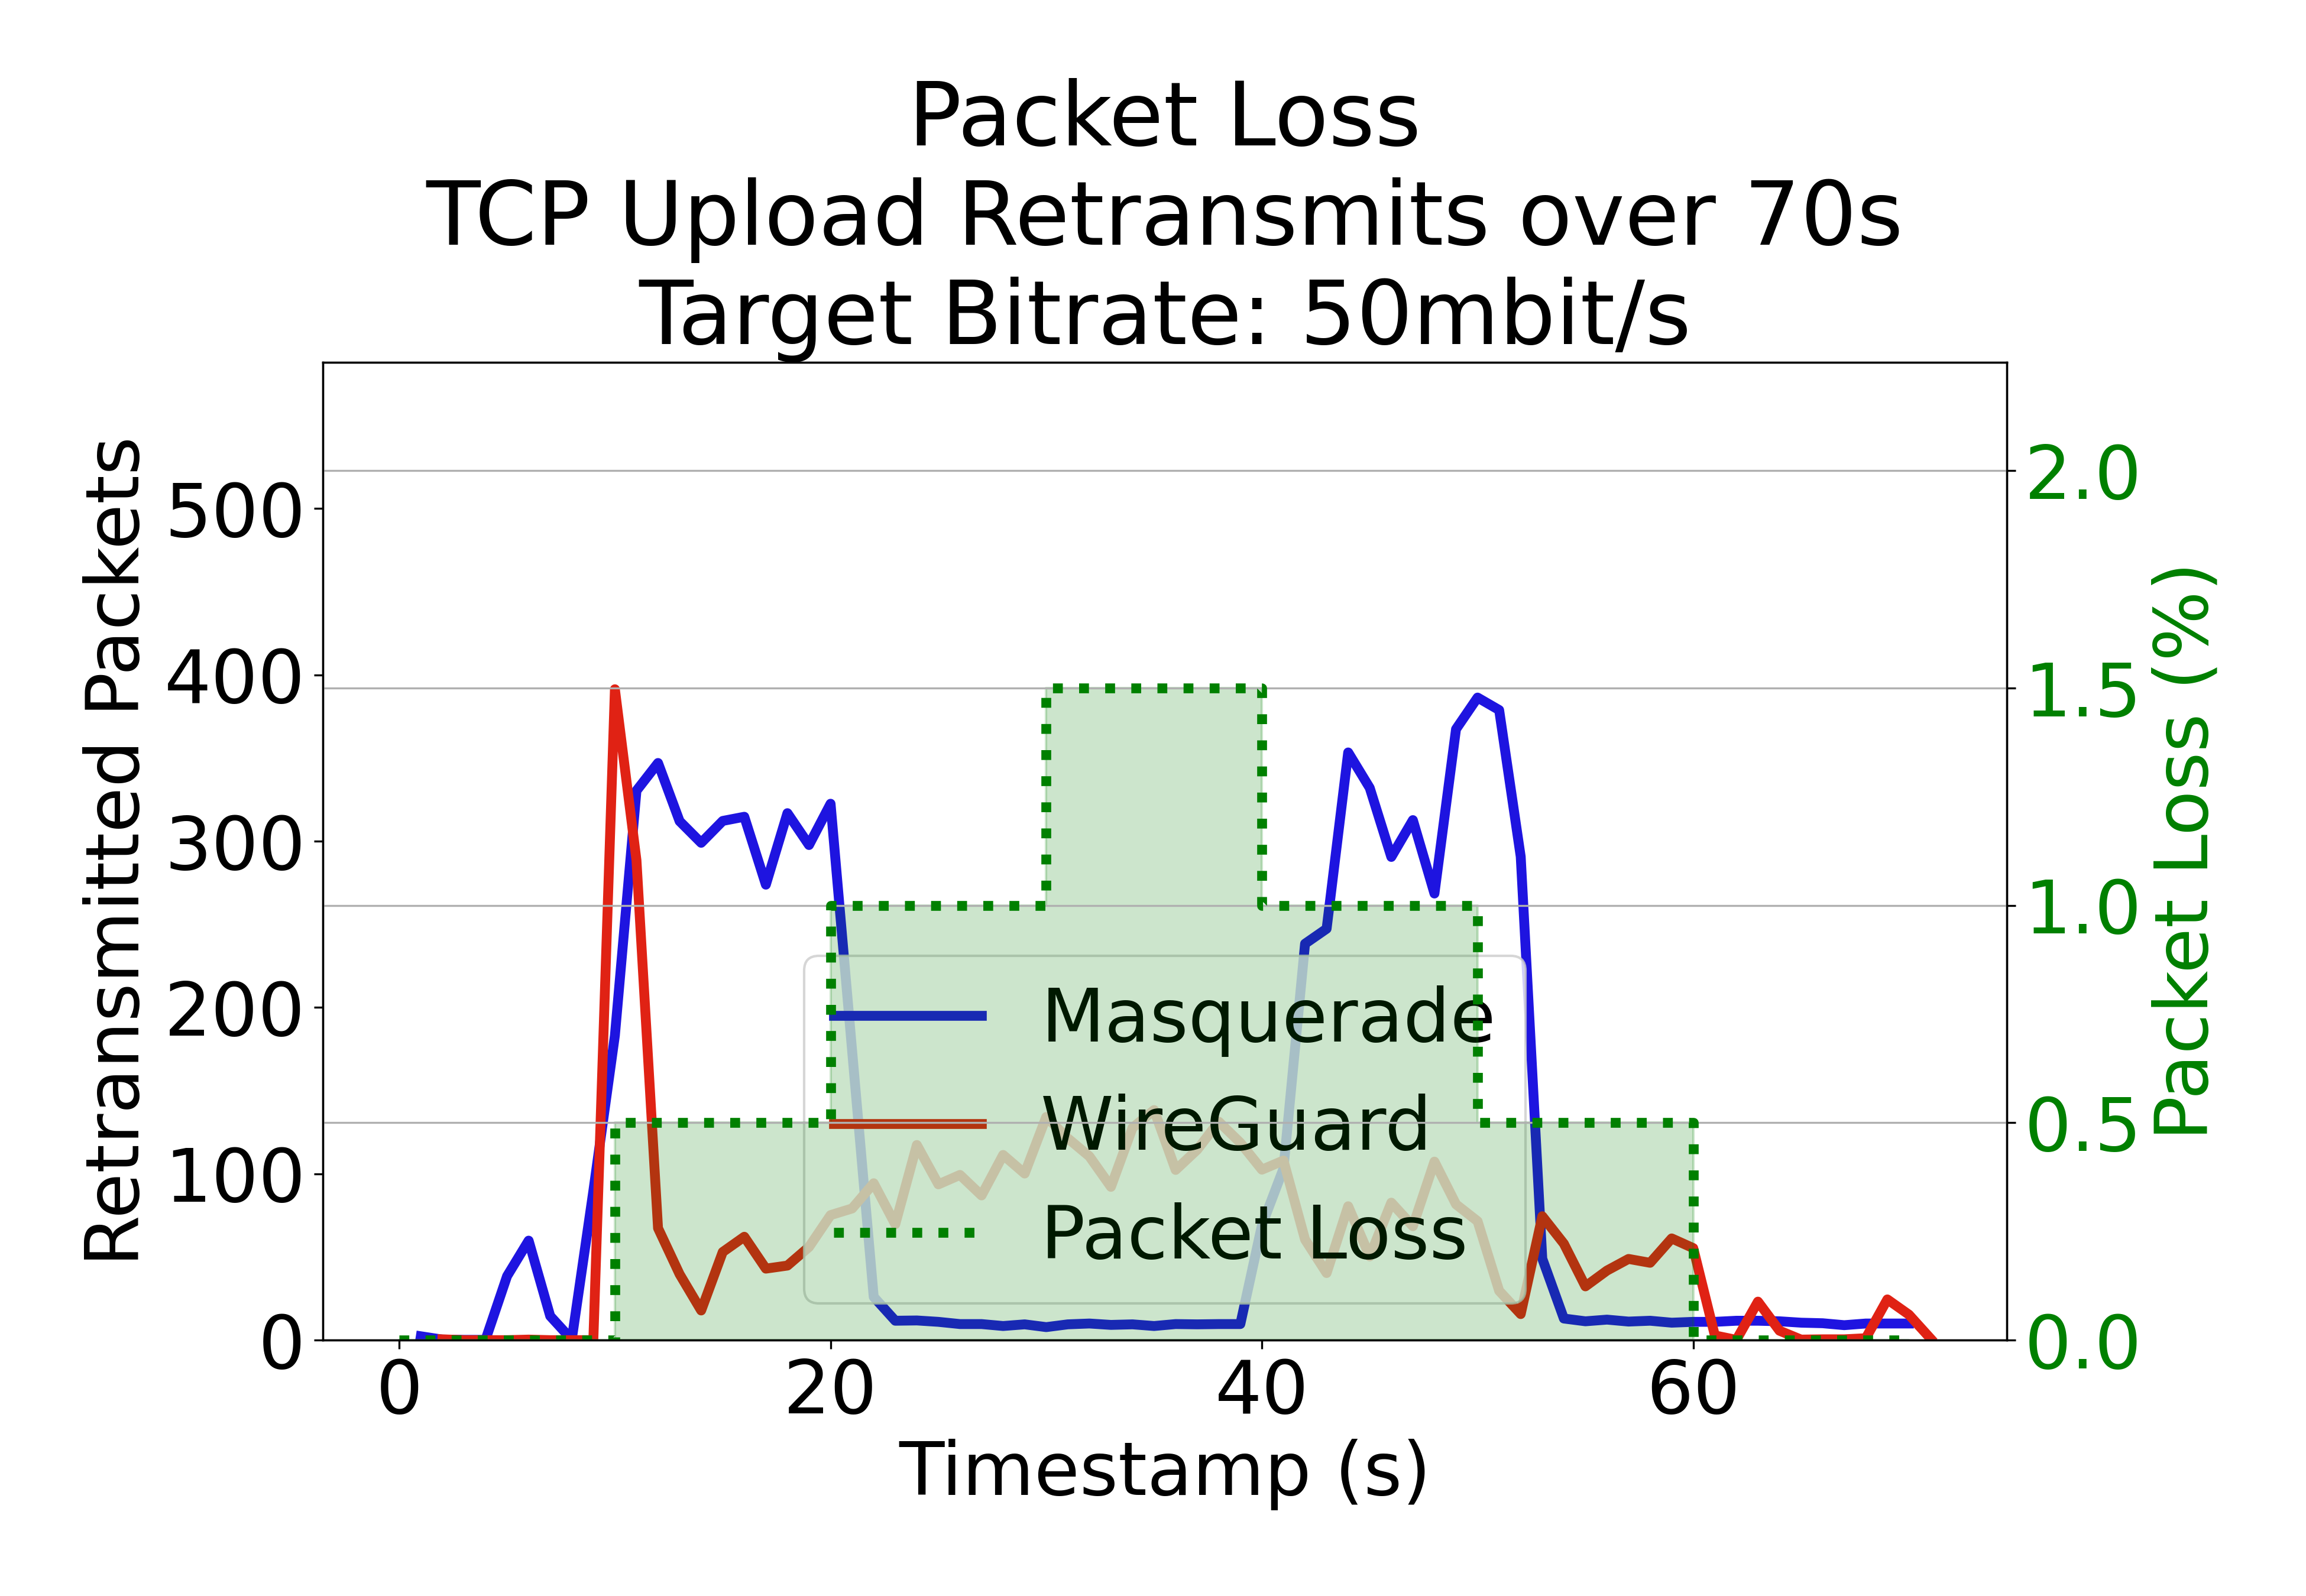 Packet Loss
TCP Upload Retransmits over 70s
Target Bitrate: 50mbit/s
Retransmitted Packets
500
400
300
200
100
0
2.0
1.5
1.0
0.5
0.0
Packet Loss (%)
Masquerade
WireGuard
Packet Loss
0 20 40 60
Timestamp (s)